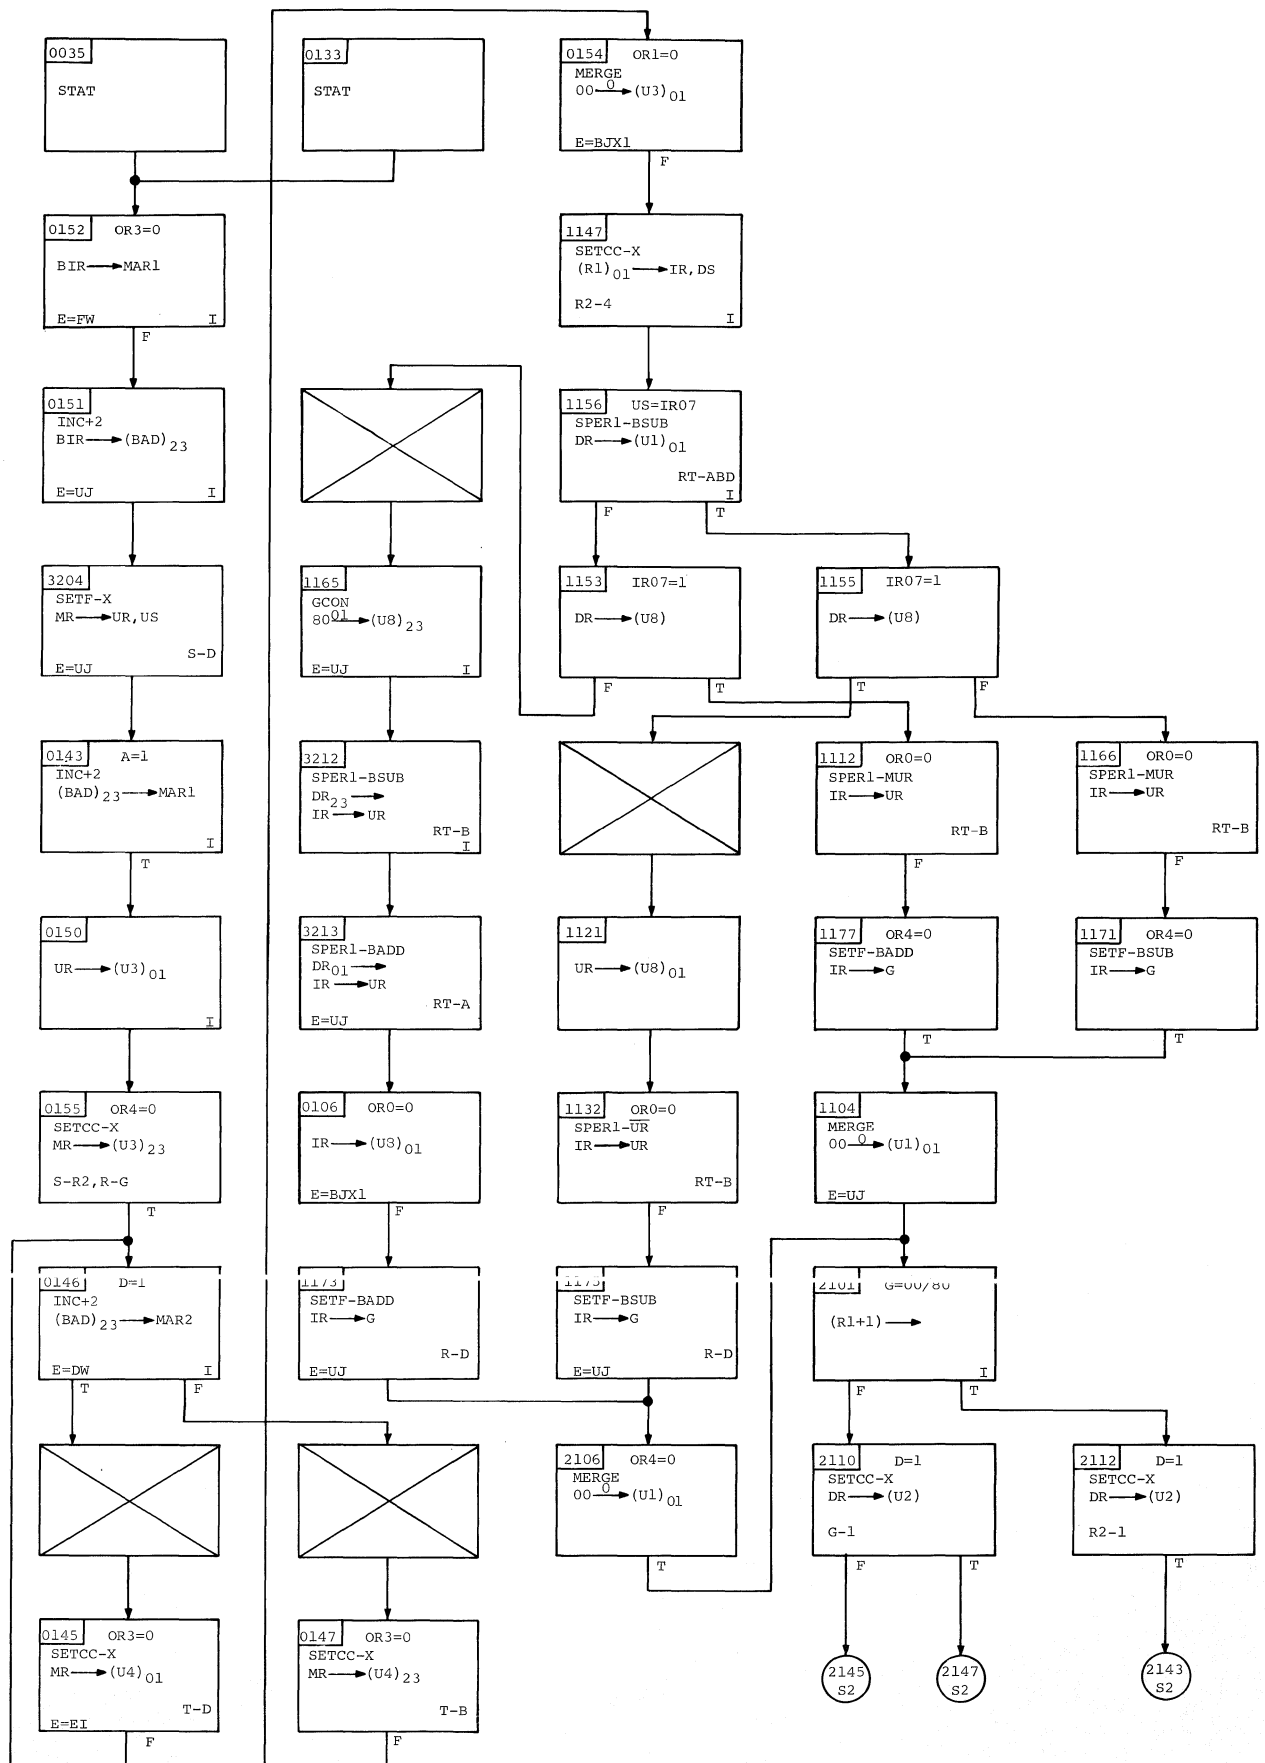 0035
STAT
0133
STAT
0154 OR1=0
MERGE
00 0 (U3)01
E=BJX1
F
0152 OR3=0
BIR MAR1
E=FW I
F
1147
SETCC-X
(R1)01 IR,DS
R2-4
I
0151
INC+2
BIR (BAD)23
E=UJ I
1156 US=IR07
SPER1-BSUB
DR (U1)01
RT-ABD
I
F T
3204
SETF-X
MR UR,US
S-D
E=UJ
1165
GCON
80 01 (U8)23
E=UJ I
1153 IR07=1
DR (U8)
F T
1155 IR07=1
DR (U8)
T F
0143 A=1
INC+2
(BAD)23 MAR1
I
T
3212
SPER1-BSUB
DR23
IR UR
RT-B
I
1112 OR0=0
SPER1-MUR
IR UR
RT-B
F
1166 OR0=0
SPER1-MUR
IR UR
RT-B
F
0150
UR (U3)01
I
3213
SPER1-BADD
DR01
IR UR
RT-A
E=UJ
1121
UR (U8)01
1177 OR4=0
SETF-BADD
IR G
T
1171 OR4=0
SETF-BSUB
IR G
T
0155 OR4=0
SETCC-X
MR (U3)23
S-R2,R-G
T
0106 OR0=0
IR (U8)01
E=BJX1
F
1132 OR0=0
SPER1-UR
IR UR
RT-B
F
1104
MERGE
00 0 (U1)01
E=UJ
0146 D=1
INC+2
(BAD)23 MAR2
E=DW I
T F
1173
SETF-BADD
IR G
R-D
E=UJ
1175
SETF-BSUB
IR G
R-D
E=UJ
2101 G=00/80
(R1+1)
I
F T
2106 OR4=0
MERGE
00 0 (U1)01
T
2110 D=1
SETCC-X
DR (U2)
G-1
F T
2112 D=1
SETCC-X
DR (U2)
R2-1
T
0145 OR3=0
SETCC-X
MR (U4)01
T-D
E=EI
F
0147 OR3=0
SETCC-X
MR (U4)23
T-B
F
2145
S2
2147
S2
2143
S2